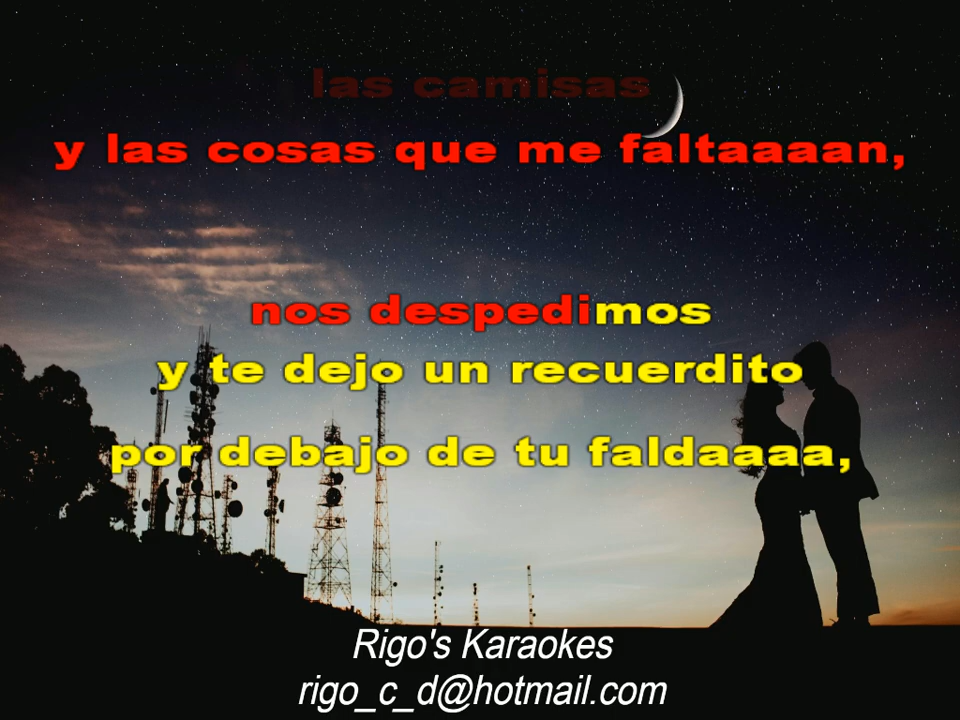 las camisas
y las cosas que me faltaaaan,
nos despedimos
y te dejo un recuerdito
por debajo de tu faldaaaa,
Rigo's Karaokes
rigo_c_d@hotmail.com